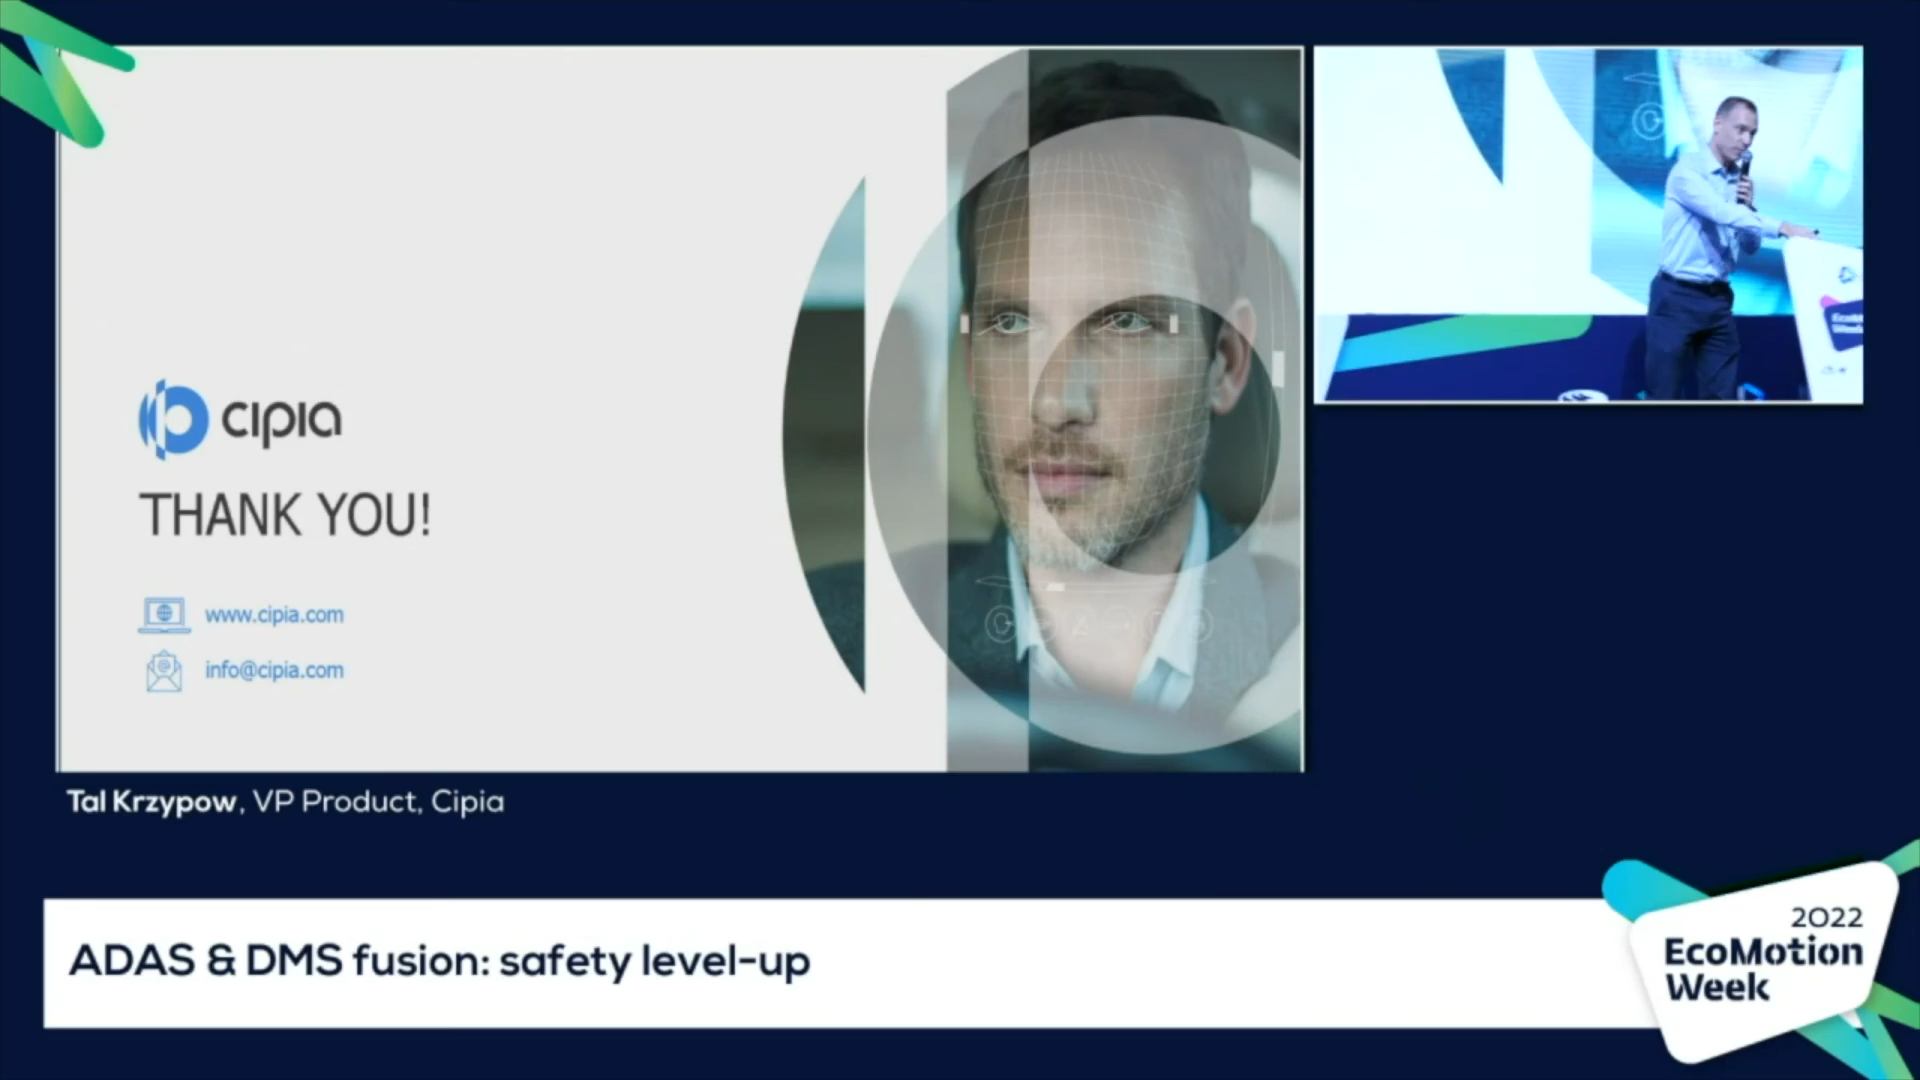 cipia
THANK YOU!
www.cipia.com
info@cipia.com
Tal Krzypow, VP Product, Cipia
ADAS & DMS fusion: safety level-up
2022
EcoMotion
Week